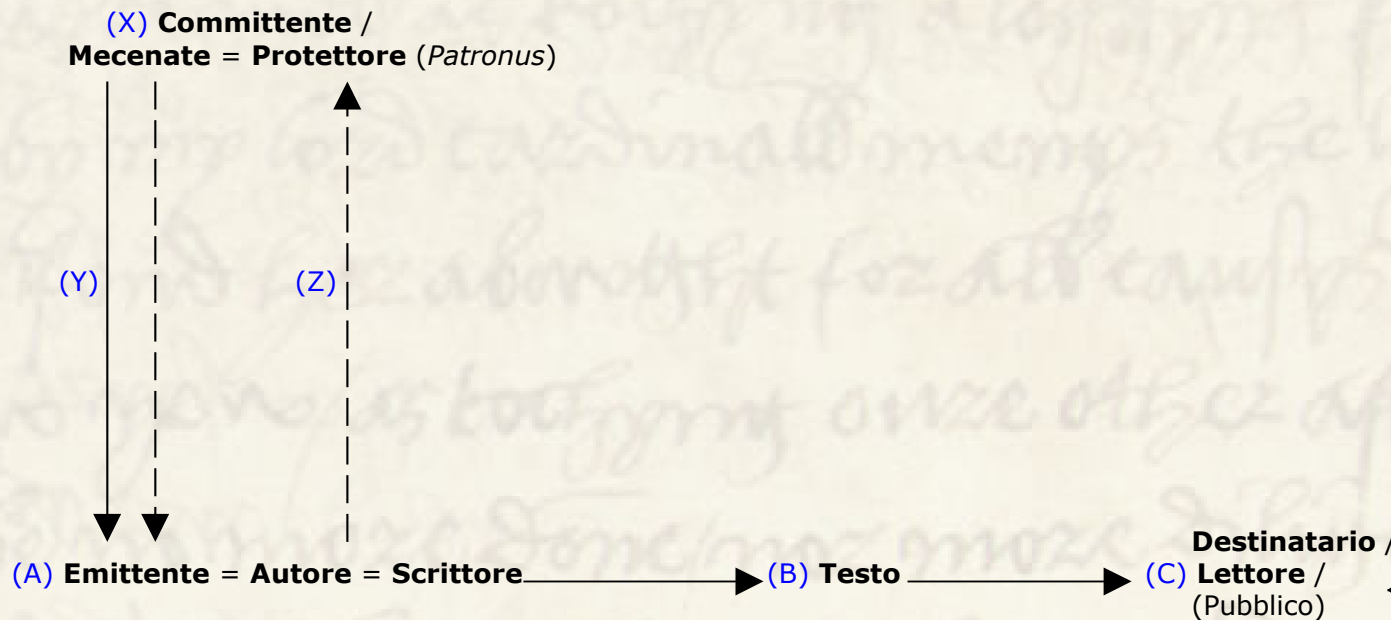 (X) Committente /
Mecenate = Protettore (Patronus)
(Y)
(Z)
(A) Emittente = Autore = Scrittore
(B) Testo
Destinatario /
(C) Lettore /
(Pubblico)